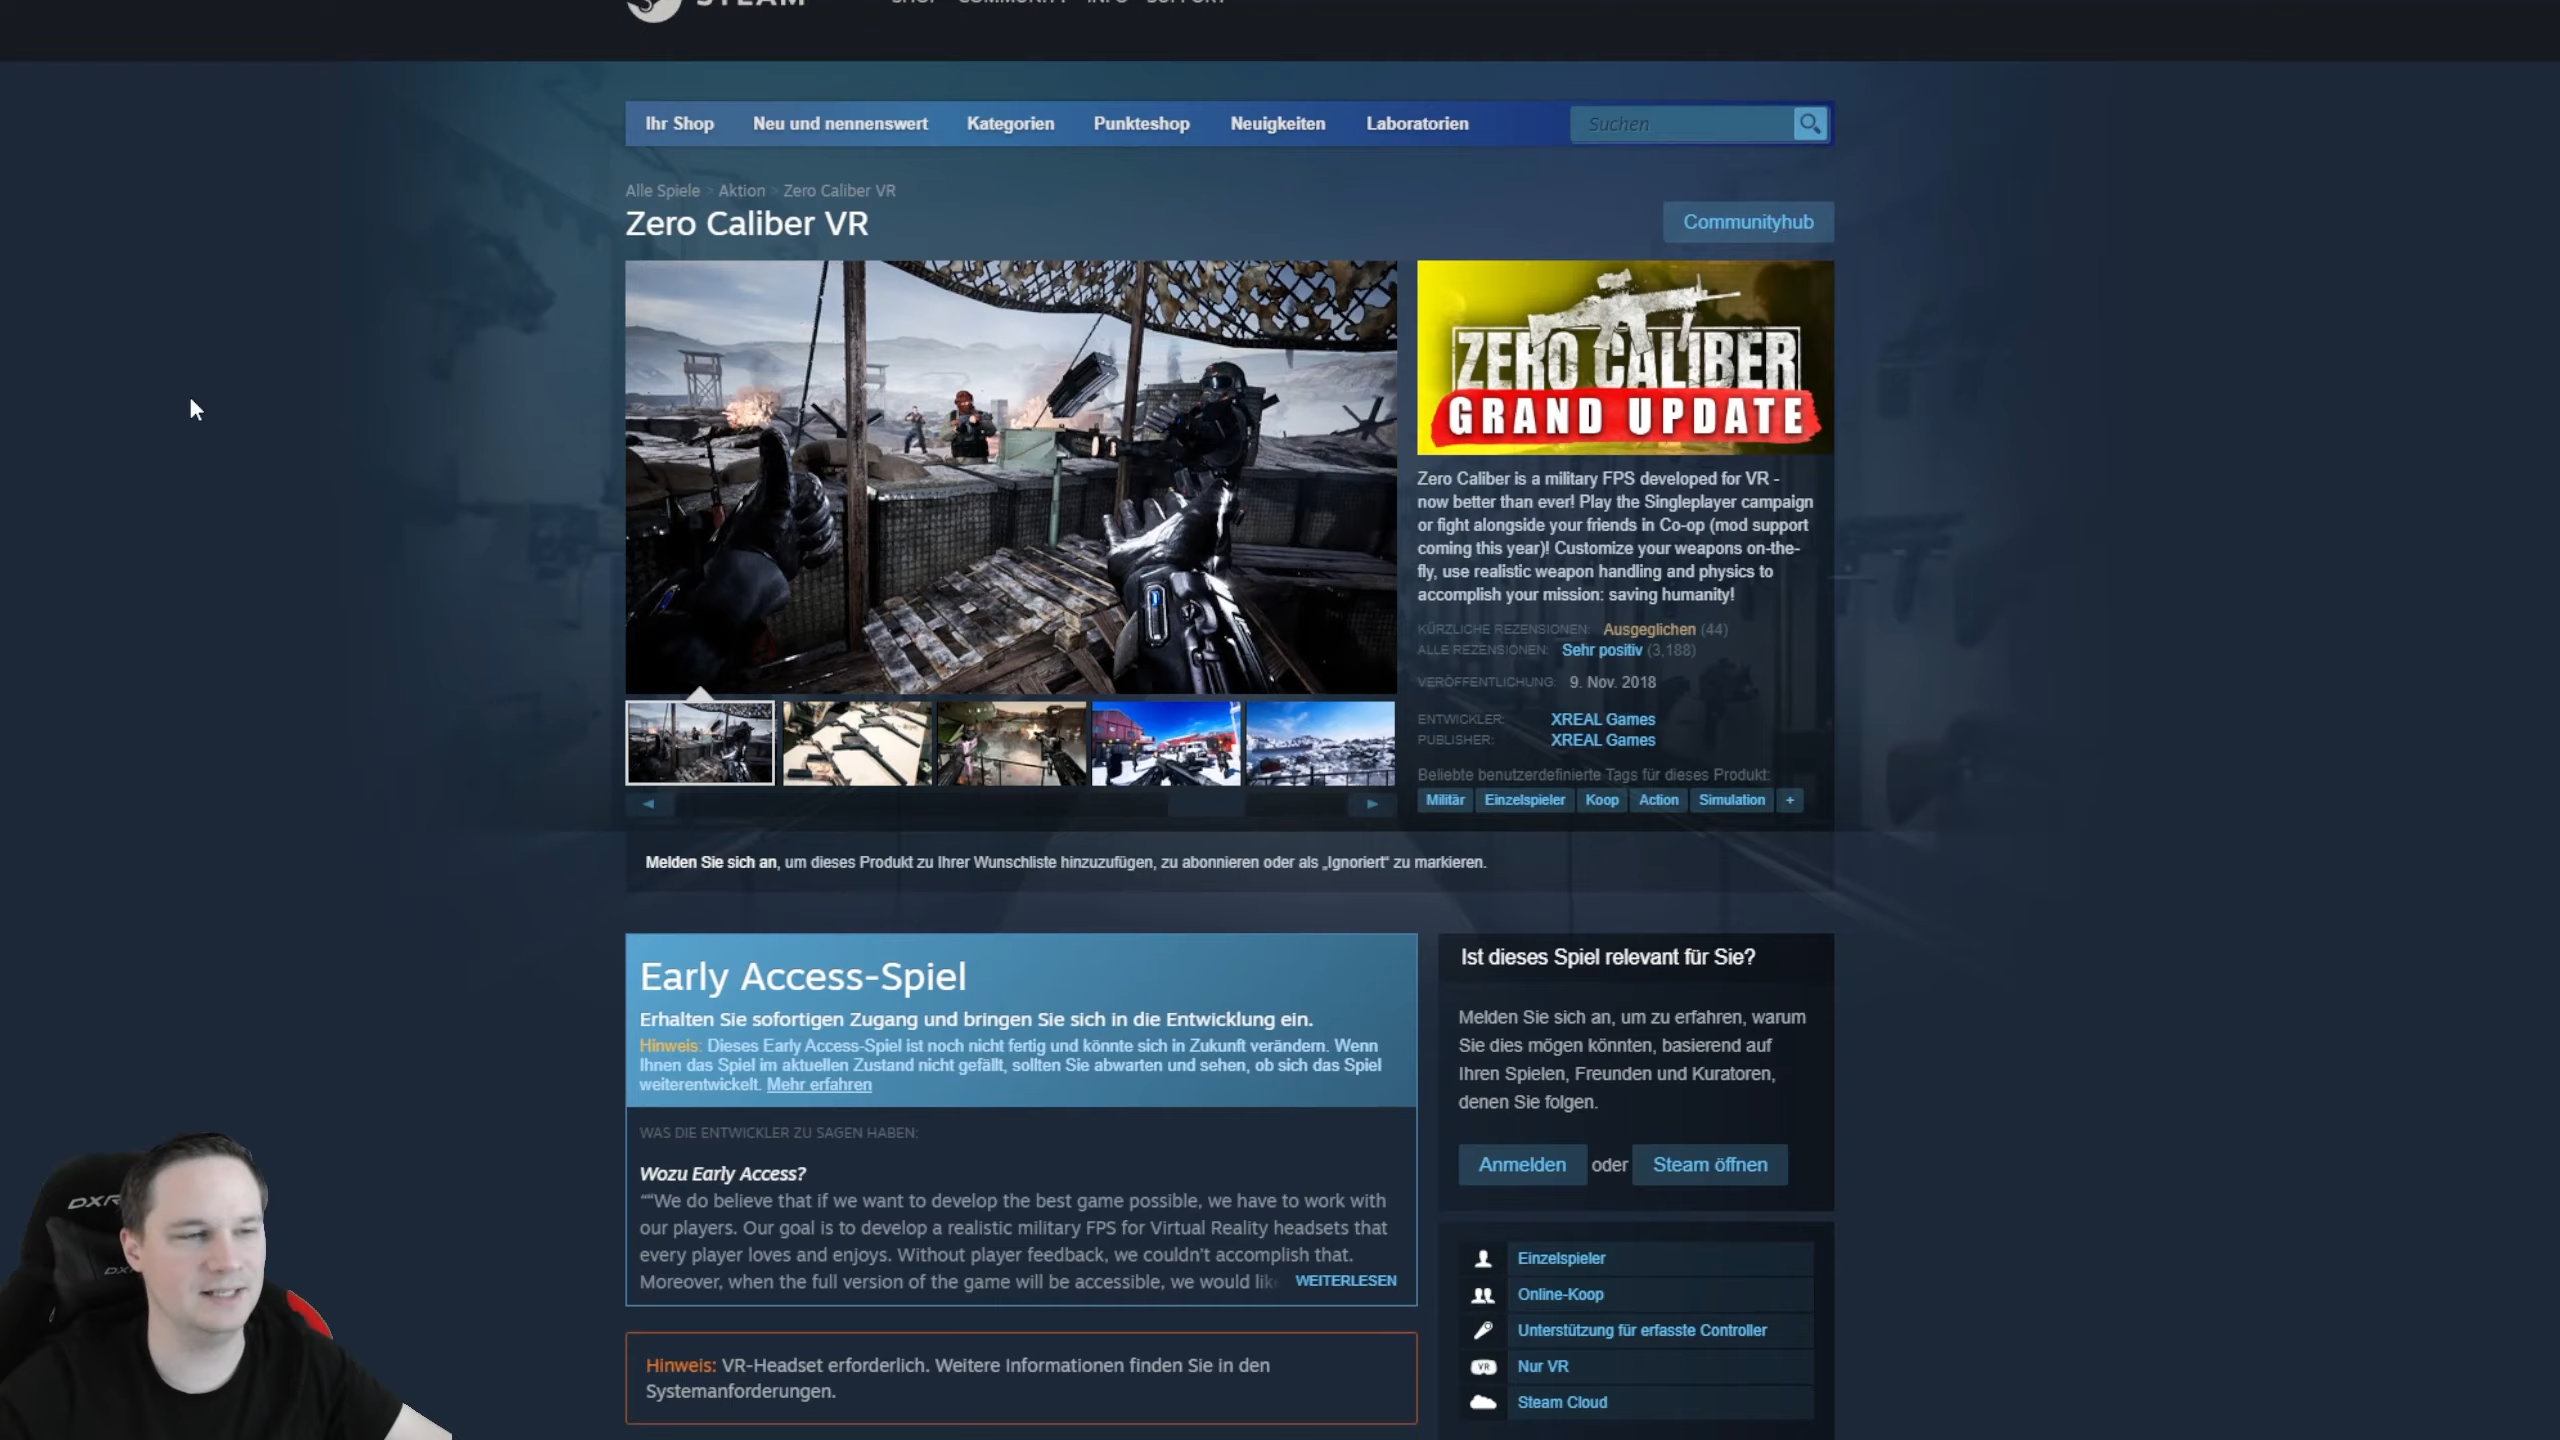 STEAM
SHOP COMMUNITY INFO SUPPORT
Ihr Shop Neu und nennenswert Kategorien Punkteshop Neuigkeiten Laboratorien Suchen
Alle Spiele > Aktion > Zero Caliber VR
Zero Caliber VR
Communityhub
ZERO CALIBER
GRAND UPDATE
Zero Caliber is a military FPS developed for VR -
now better than ever! Play the Singleplayer campaign
or fight alongside your friends in Co-op (mod support
coming this year)! Customize your weapons on-the-
fly, use realistic weapon handling and physics to
accomplish your mission: saving humanity!
KÜRZLICHE REZENSIONEN: Ausgeglichen (44)
ALLE REZENSIONEN: Sehr positiv (3,188)
VERÖFFENTLICHUNG: 9. Nov. 2018
ENTWICKLER: XREAL Games
PUBLISHER: XREAL Games
Beliebte benutzerdefinierte Tags für dieses Produkt:
Militär Einzelspieler Koop Action Simulation +
Melden Sie sich an, um dieses Produkt zu Ihrer Wunschliste hinzuzufügen, zu abonnieren oder als „Ignoriert“ zu markieren.
Early Access-Spiel
Erhalten Sie sofortigen Zugang und bringen Sie sich in die Entwicklung ein.
Hinweis: Dieses Early Access-Spiel ist noch nicht fertig und könnte sich in Zukunft verändern. Wenn
Ihnen das Spiel im aktuellen Zustand nicht gefällt, sollten Sie abwarten und sehen, ob sich das Spiel
weiterentwickelt. Mehr erfahren
WAS DIE ENTWICKLER ZU SAGEN HABEN:
Wozu Early Access?
““We do believe that if we want to develop the best game possible, we have to work with
our players. Our goal is to develop a realistic military FPS for Virtual Reality headsets that
every player loves and enjoys. Without player feedback, we couldn't accomplish that.
Moreover, when the full version of the game will be accessible, we would like WEITERLESEN
Hinweis: VR-Headset erforderlich. Weitere Informationen finden Sie in den
Systemanforderungen.
Ist dieses Spiel relevant für Sie?
Melden Sie sich an, um zu erfahren, warum
Sie dies mögen könnten, basierend auf
Ihren Spielen, Freunden und Kuratoren,
denen Sie folgen.
Anmelden oder Steam öffnen
Einzelspieler
Online-Koop
Unterstützung für erfasste Controller
VR Nur VR
Steam Cloud